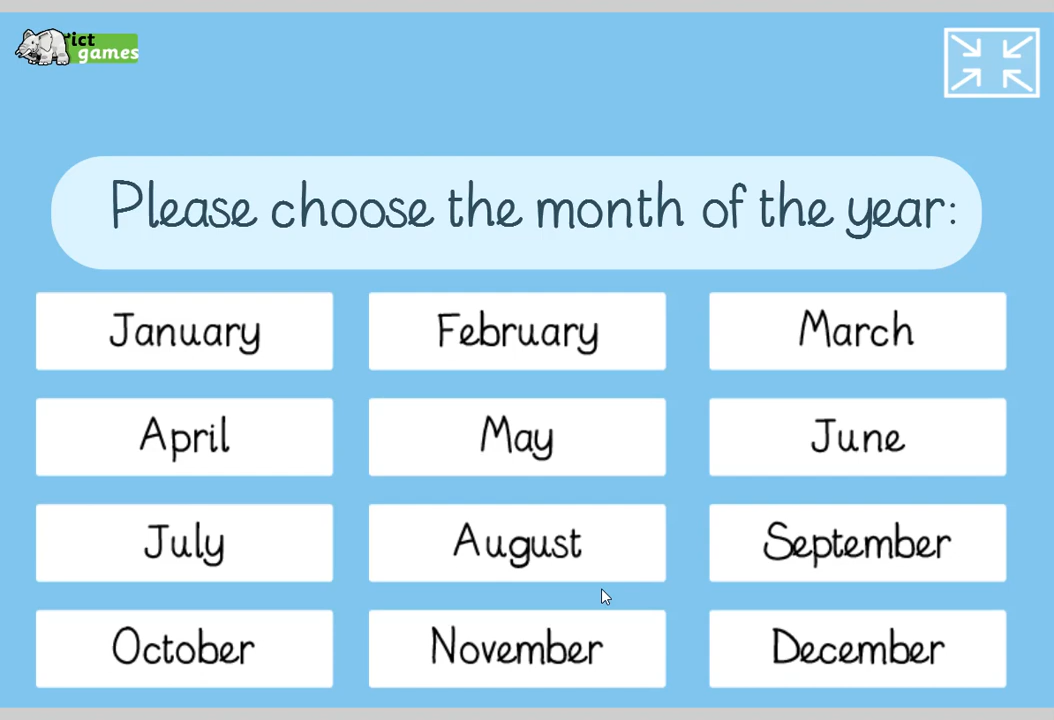 ict
games
Please choose the month of the year:
January February March
April May June
July August September
October November December